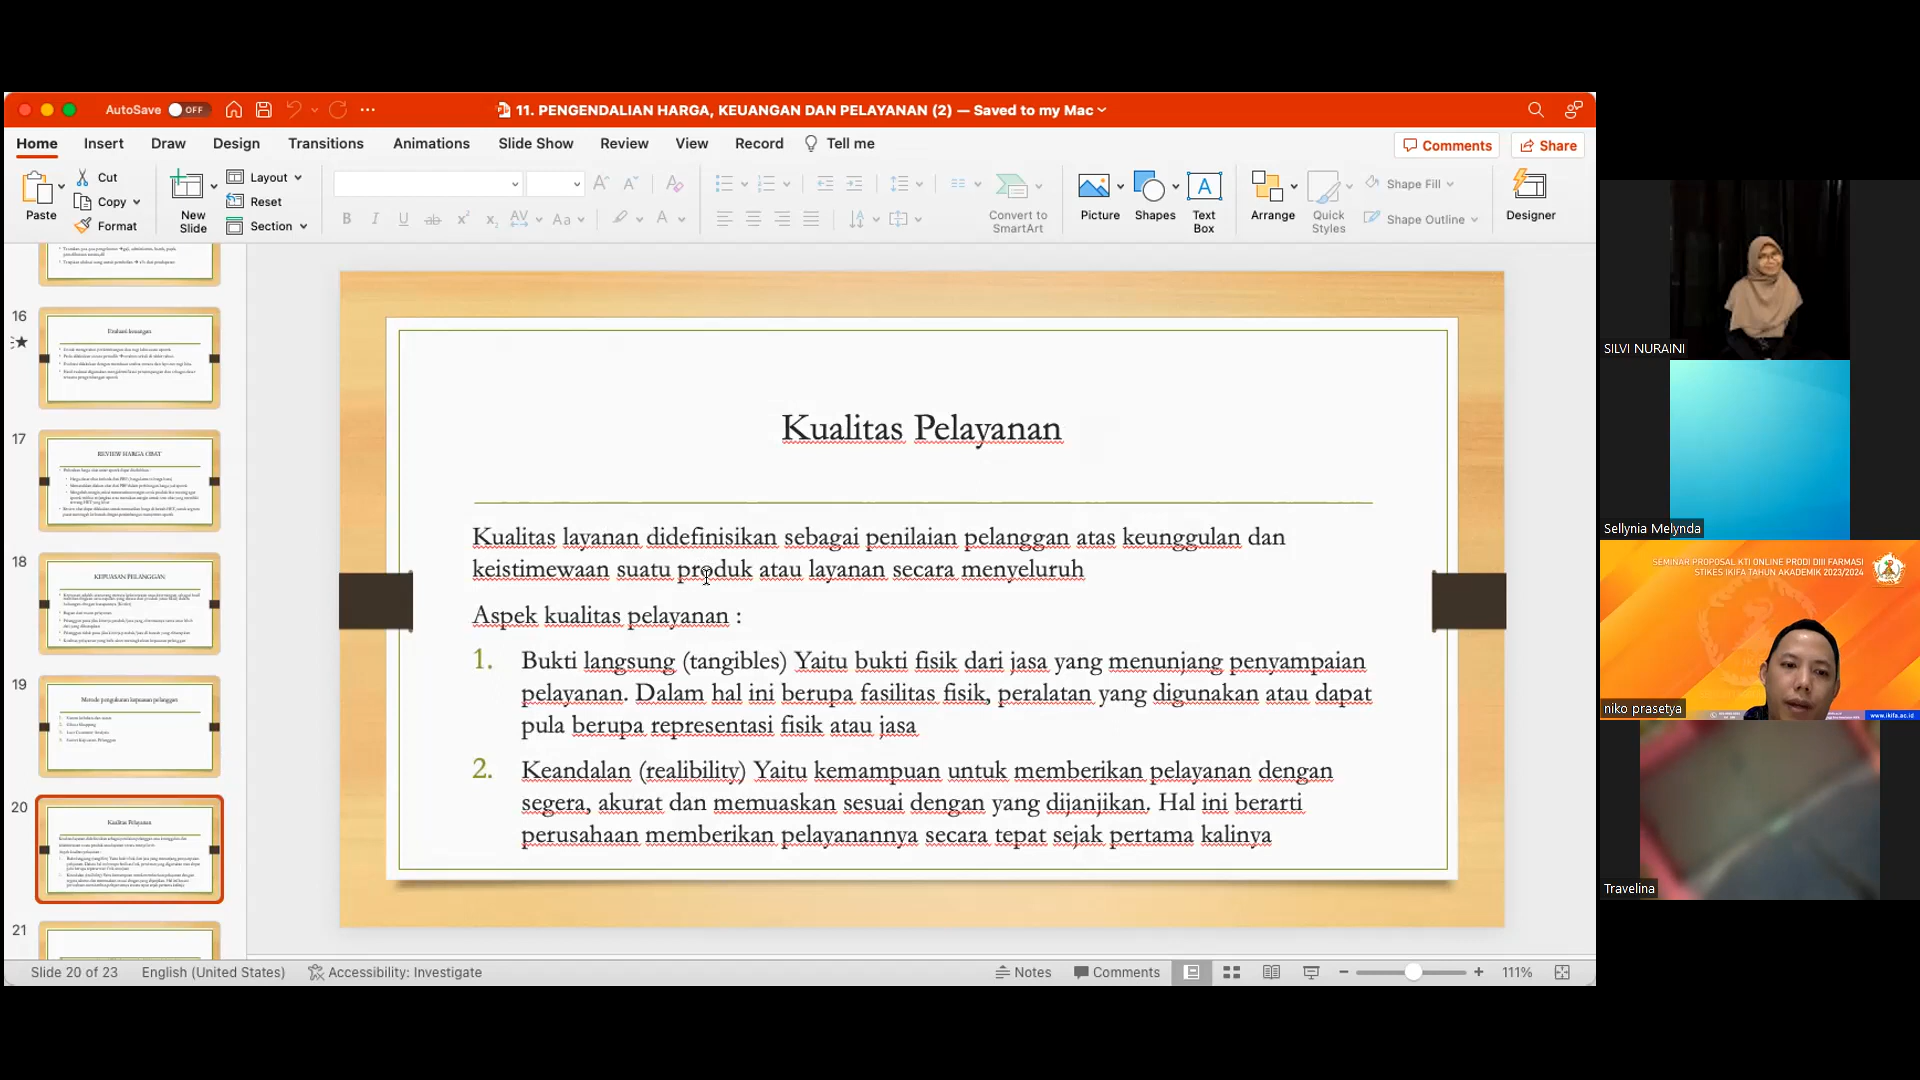 AutoSave OFF
11. PENGENDALIAN HARGA, KEUANGAN DAN PELAYANAN (2) — Saved to my Mac
Home Insert Draw Design Transitions Animations Slide Show Review View Record Tell me
Comments Share
Paste
Cut
Copy
Format
New Slide
Layout
Reset
Section
Convert to SmartArt
Picture
Shapes
Text Box
Arrange
Quick Styles
Shape Fill
Shape Outline
Designer
16
Evaluasi keuangan
17
REVIEW HARGA OBAT
18
KEPUASAN PELANGGAN
19
Metode pengukuran kepuasan pelanggan
20
Kualitas Pelayanan
21
Kualitas Pelayanan
Kualitas layanan didefinisikan sebagai penilaian pelanggan atas keunggulan dan
keistimewaan suatu produk atau layanan secara menyeluruh
Aspek kualitas pelayanan :
1. Bukti langsung (tangibles) Yaitu bukti fisik dari jasa yang menunjang penyampaian
pelayanan. Dalam hal ini berupa fasilitas fisik, peralatan yang digunakan atau dapat
pula berupa representasi fisik atau jasa
2. Keandalan (realibility) Yaitu kemampuan untuk memberikan pelayanan dengan
segera, akurat dan memuaskan sesuai dengan yang dijanjikan. Hal ini berarti
perusahaan memberikan pelayanannya secara tepat sejak pertama kalinya
Slide 20 of 23 English (United States) Accessibility: Investigate
Notes Comments 111%
SILVI NURAINI
Sellynia Melynda
SEMINAR PROPOSAL KTI ONLINE PRODI DIII FARMASI
STIKES IKIFA TAHUN AKADEMIK 2023/2024
niko prasetya
www.ikifa.ac.id
Travelina